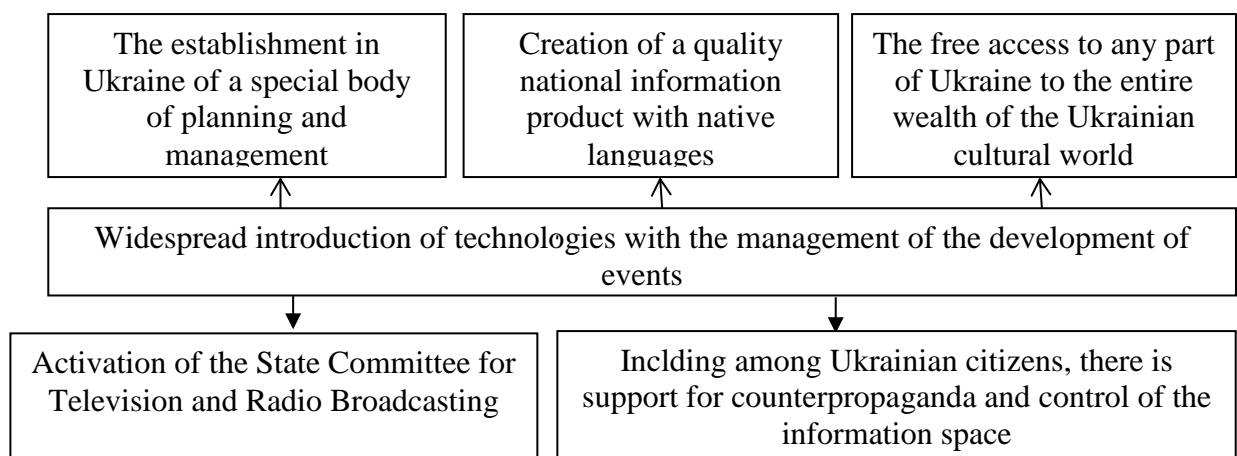 The establishment in
Ukraine of a special body
of planning and
management
Creation of a quality
national information
product with native
languages
The free access to any part
of Ukraine to the entire
wealth of the Ukrainian
cultural world
Widespread introduction of technologies with the management of the development of
events
Activation of the State Committee for
Television and Radio Broadcasting
Inclding among Ukrainian citizens, there is
support for counterpropaganda and control of the
information space